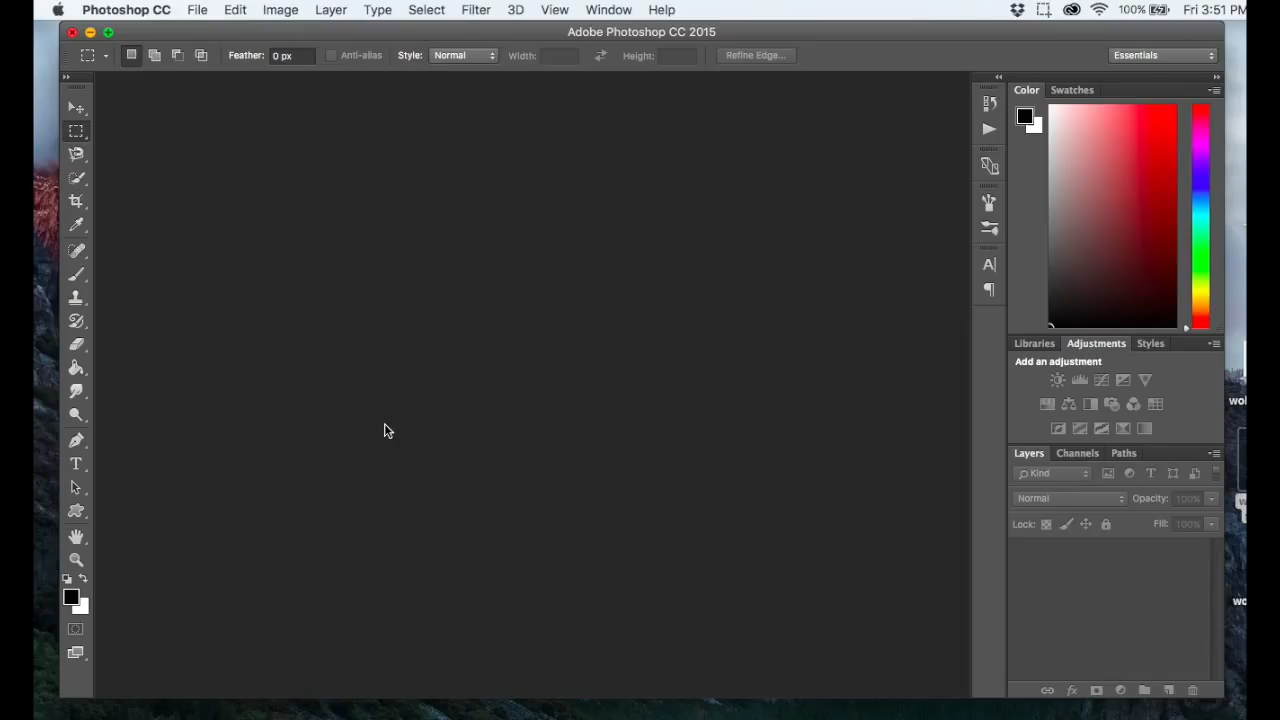 Photoshop CC File Edit Image Layer Type Select Filter 3D View Window Help 100% Fri 3:51 PM
Adobe Photoshop CC 2015
Feather: 0 px Anti-alias Style: Normal Width: Height: Refine Edge... Essentials
Color Swatches
Libraries Adjustments Styles
Add an adjustment
Layers Channels Paths
Kind
Normal Opacity: 100%
Lock: Fill: 100%